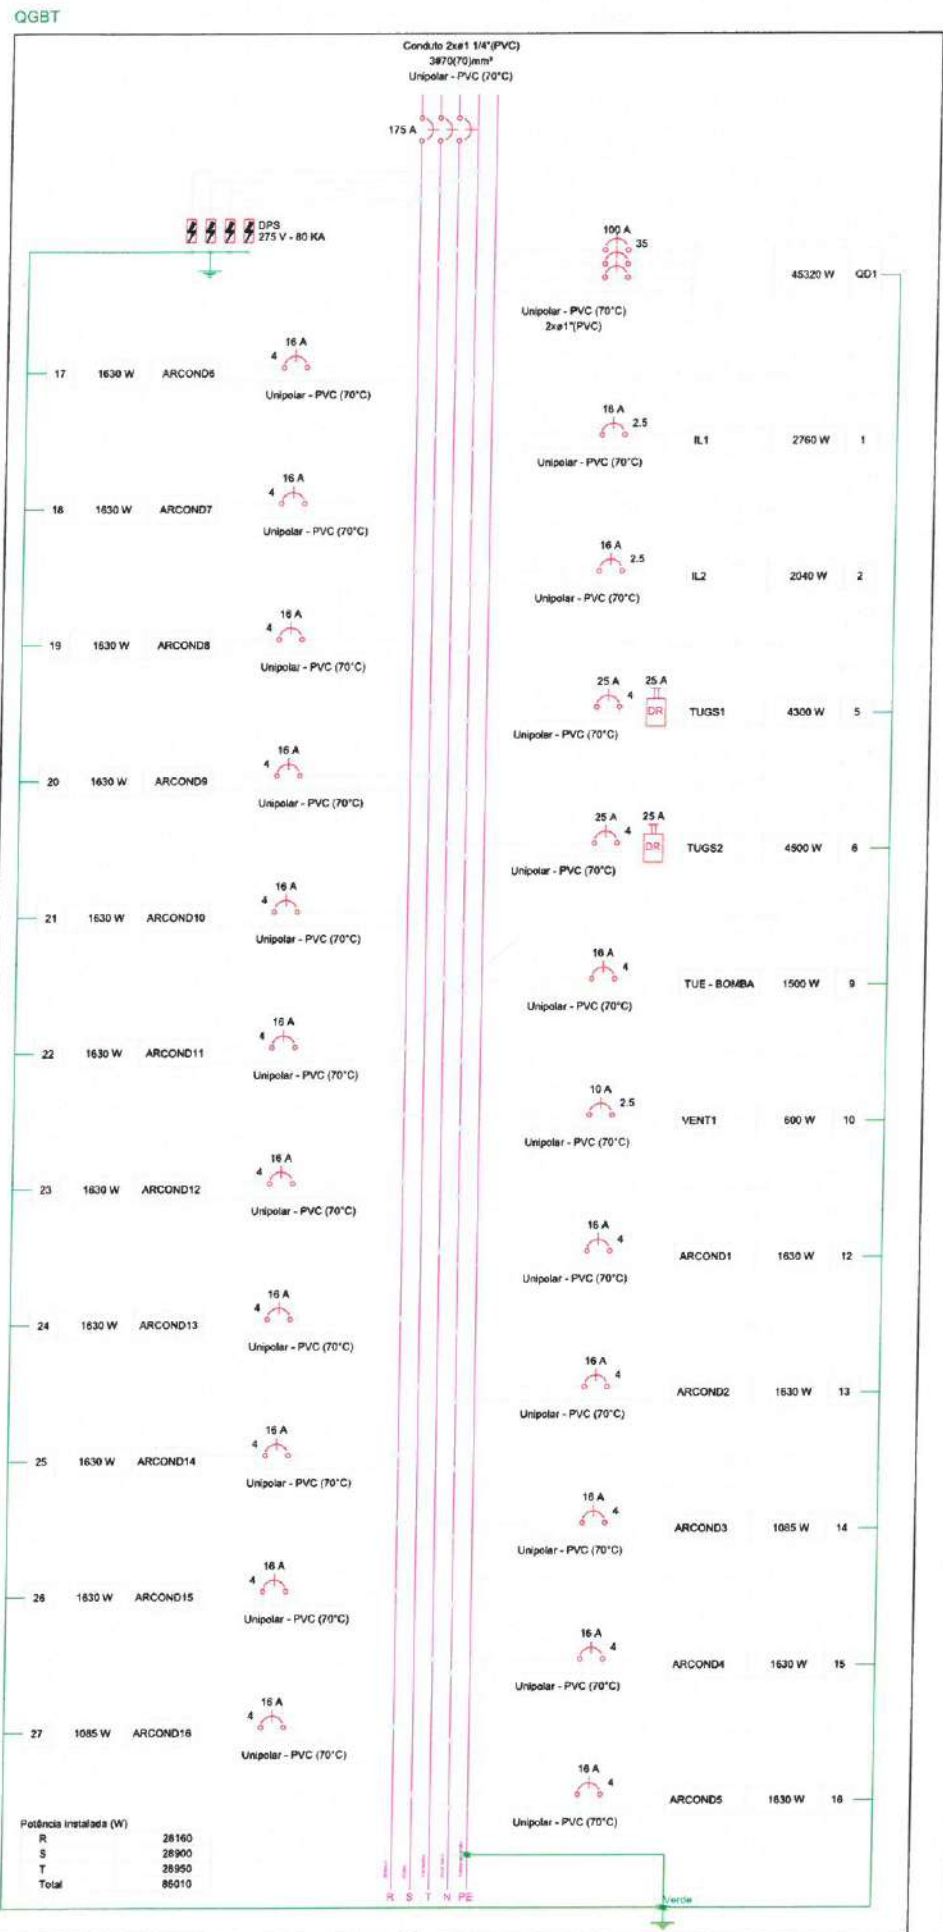 QGBT
Conduto 2xø1 1/4"(PVC)
3#70(70)mm²
Unipolar - PVC (70°C)
175 A
DPS
275 V - 80 KA
100 A
35
45320 W QD1
Unipolar - PVC (70°C)
2xø1"(PVC)
16 A
4
17 1630 W ARCOND6
Unipolar - PVC (70°C)
16 A
2.5
IL1 2760 W 1
Unipolar - PVC (70°C)
16 A
4
18 1630 W ARCOND7
Unipolar - PVC (70°C)
16 A
2.5
IL2 2040 W 2
Unipolar - PVC (70°C)
16 A
4
19 1630 W ARCOND8
Unipolar - PVC (70°C)
25 A 25 A
4
DR TUGS1 4300 W 5
Unipolar - PVC (70°C)
16 A
4
20 1630 W ARCOND9
Unipolar - PVC (70°C)
25 A 25 A
4
DR TUGS2 4500 W 6
Unipolar - PVC (70°C)
16 A
4
21 1630 W ARCOND10
Unipolar - PVC (70°C)
16 A
4
TUE - BOMBA 1500 W 9
Unipolar - PVC (70°C)
16 A
4
22 1630 W ARCOND11
Unipolar - PVC (70°C)
10 A
2.5
VENT1 600 W 10
Unipolar - PVC (70°C)
16 A
4
23 1630 W ARCOND12
Unipolar - PVC (70°C)
16 A
4
ARCOND1 1630 W 12
Unipolar - PVC (70°C)
16 A
4
24 1630 W ARCOND13
Unipolar - PVC (70°C)
16 A
4
ARCOND2 1630 W 13
Unipolar - PVC (70°C)
16 A
4
25 1630 W ARCOND14
Unipolar - PVC (70°C)
16 A
4
ARCOND3 1085 W 14
Unipolar - PVC (70°C)
16 A
4
26 1630 W ARCOND15
Unipolar - PVC (70°C)
16 A
4
ARCOND4 1630 W 15
Unipolar - PVC (70°C)
16 A
4
27 1085 W ARCOND16
Unipolar - PVC (70°C)
16 A
4
ARCOND5 1630 W 16
Unipolar - PVC (70°C)
Potência instalada (W)
R 28160
S 28900
T 28950
Total 86010
R S T N PE
Verde